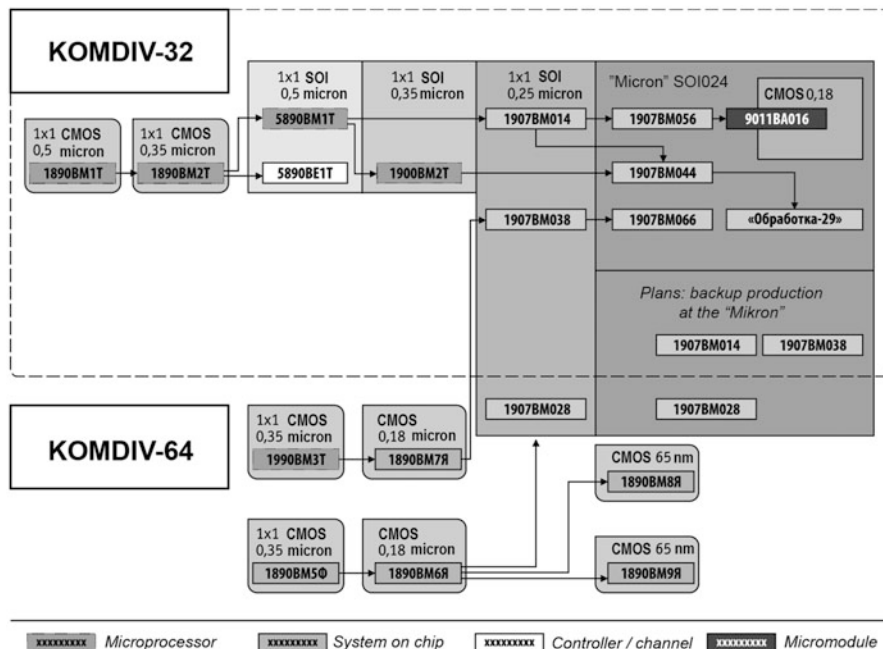 KOMDIV-32
1x1 CMOS
0,5 micron
1890ВМ1Т
1x1 CMOS
0,35 micron
1890ВМ2Т
1x1 SOI
0,5 micron
5890ВМ1Т
5890ВЕ1Т
1x1 SOI
0,35 micron
1900ВМ2Т
1x1 SOI
0,25 micron
1907ВМ014
1907ВМ038
"Micron" SOI024
1907ВМ056
1907ВМ044
1907ВМ066
CMOS 0,18
9011ВА016
«Обработка-29»
Plans: backup production
at the "Mikron"
1907ВМ014
1907ВМ038
KOMDIV-64
1907ВМ028
1907ВМ028
1x1 CMOS
0,35 micron
1990ВМ3Т
CMOS
0,18 micron
1890ВМ7Я
CMOS 65 nm
1890ВМ8Я
1x1 CMOS
0,35 micron
1890ВМ5Ф
CMOS
0,18 micron
1890ВМ6Я
CMOS 65 nm
1890ВМ9Я
xxxxxxxxx Microprocessor
xxxxxxxxx System on chip
xxxxxxxxx Controller / channel
xxxxxxxxx Micromodule